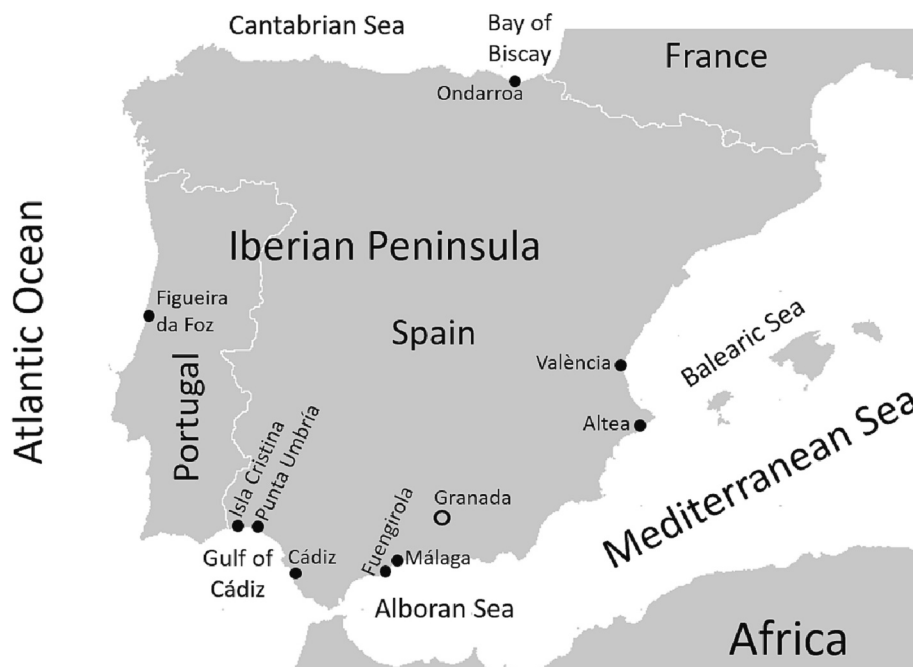 Cantabrian Sea
Bay of
Biscay
France
Ondarroa
Atlantic Ocean
Iberian Peninsula
Figueira
da Foz
Spain
Portugal
València
Balearic Sea
Altea
Mediterranean Sea
Isla Cristina
Punta Umbría
Granada
Fuengirola
Málaga
Gulf of
Cádiz
Cádiz
Alboran Sea
Africa